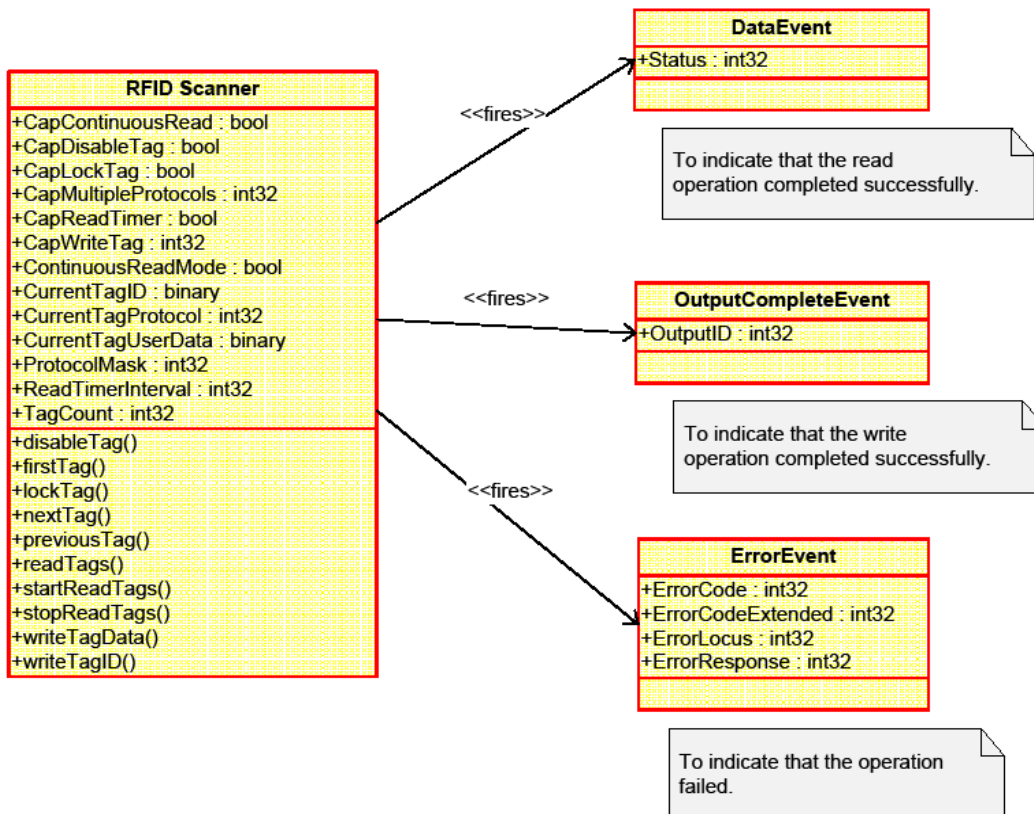 RFID Scanner
+CapContinuousRead : bool
+CapDisableTag : bool
+CapLockTag : bool
+CapMultipleProtocols : int32
+CapReadTimer : bool
+CapWriteTag : int32
+ContinuousReadMode : bool
+CurrentTagID : binary
+CurrentTagProtocol : int32
+CurrentTagUserData : binary
+ProtocolMask : int32
+ReadTimerInterval : int32
+TagCount : int32
+disableTag()
+firstTag()
+lockTag()
+nextTag()
+previousTag()
+readTags()
+startReadTags()
+stopReadTags()
+writeTagData()
+writeTagID()
<<fires>>
DataEvent
+Status : int32
To indicate that the read
operation completed successfully.
<<fires>>
OutputCompleteEvent
+OutputID : int32
To indicate that the write
operation completed successfully.
<<fires>>
ErrorEvent
+ErrorCode : int32
+ErrorCodeExtended : int32
+ErrorLocus : int32
+ErrorResponse : int32
To indicate that the operation
failed.